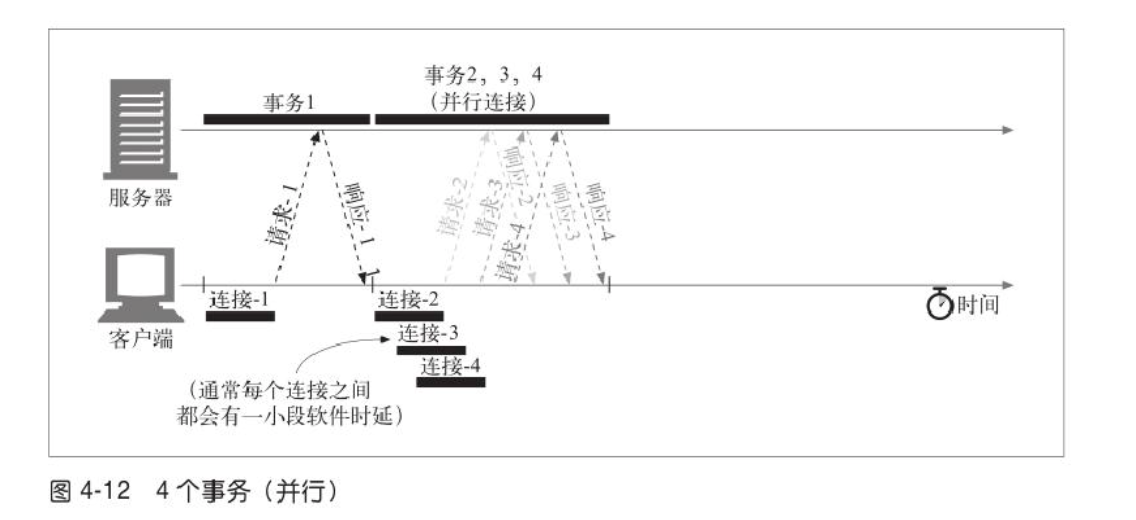 事务2，3，4
（并行连接）
事务1
服务器
请求-1
响应-1
请求-2
请求-3
响应-2
请求-4
响应-3
响应-4
1
2
连接-1
连接-2
连接-3
连接-4
时间
客户端
（通常每个连接之间
都会有一小段软件时延）
图 4-12 4 个事务（并行）